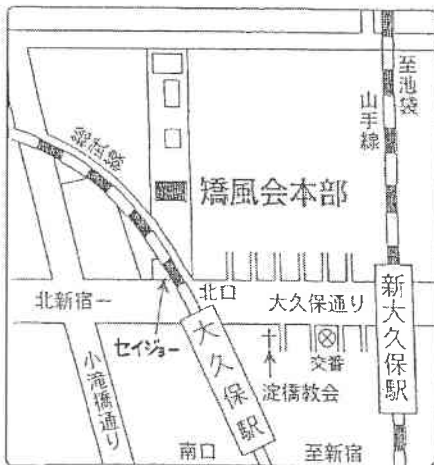 至池袋
山手線
総武線
矯風会本部
北新宿一
北口
大久保通り
新大久保駅
セイジョー
大久保駅
小滝橋通り
淀橋教会
交番
南口
至新宿